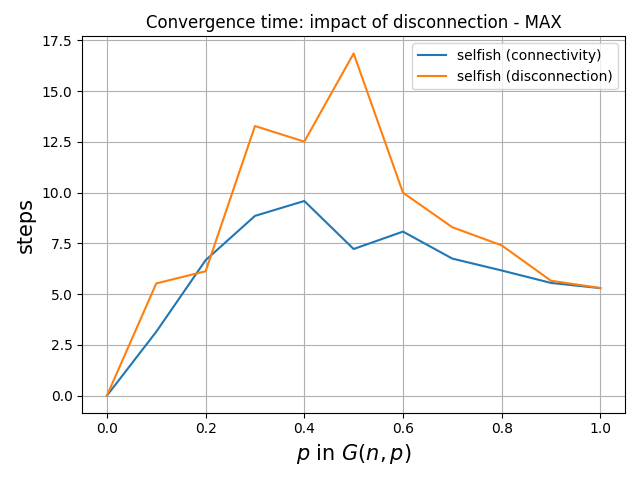 Convergence time: impact of disconnection - MAX
17.5
15.0
12.5
10.0
7.5
5.0
2.5
0.0
steps
selfish (connectivity)
selfish (disconnection)
0.0 0.2 0.4 0.6 0.8 1.0
p in G(n, p)